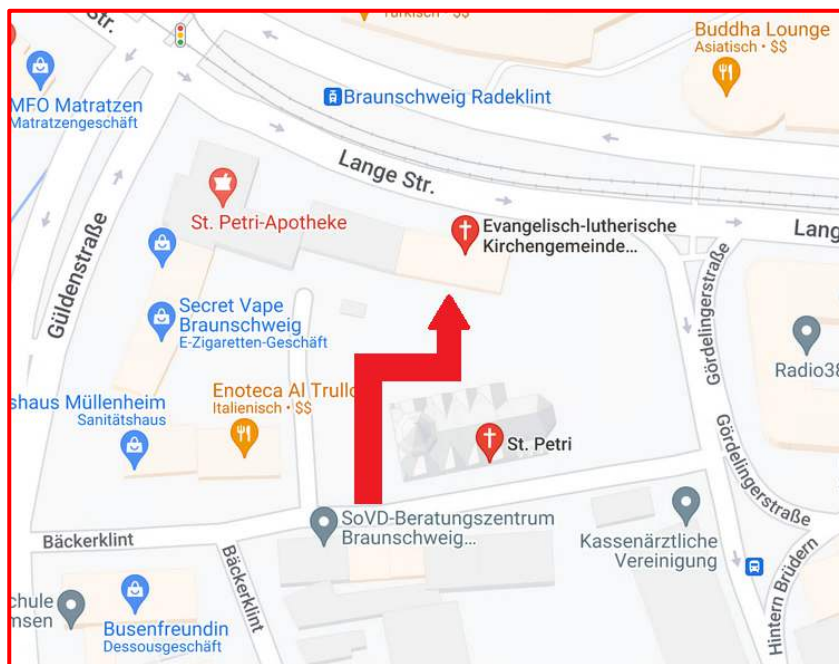 Str.
Türkisch · $$
Buddha Lounge
Asiatisch · $$
MFO Matratzen
Matratzengeschäft
Braunschweig Radeklint
Lange Str.
St. Petri-Apotheke
Evangelisch-lutherische
Kirchengemeinde...
Lang
Güldenstraße
Secret Vape
Braunschweig
E-Zigaretten-Geschäft
Gördelingerstraße
Radio38
Enoteca Al Trullo
Italienisch · $$
shaus Müllenheim
Sanitätshaus
St. Petri
Gördelingerstraße
SoVD-Beratungszentrum
Braunschweig...
Kassenärztliche
Vereinigung
Bäckerklint
Bäckerklint
Hintern Brüdern
chule
msen
Busenfreundin
Dessousgeschäft